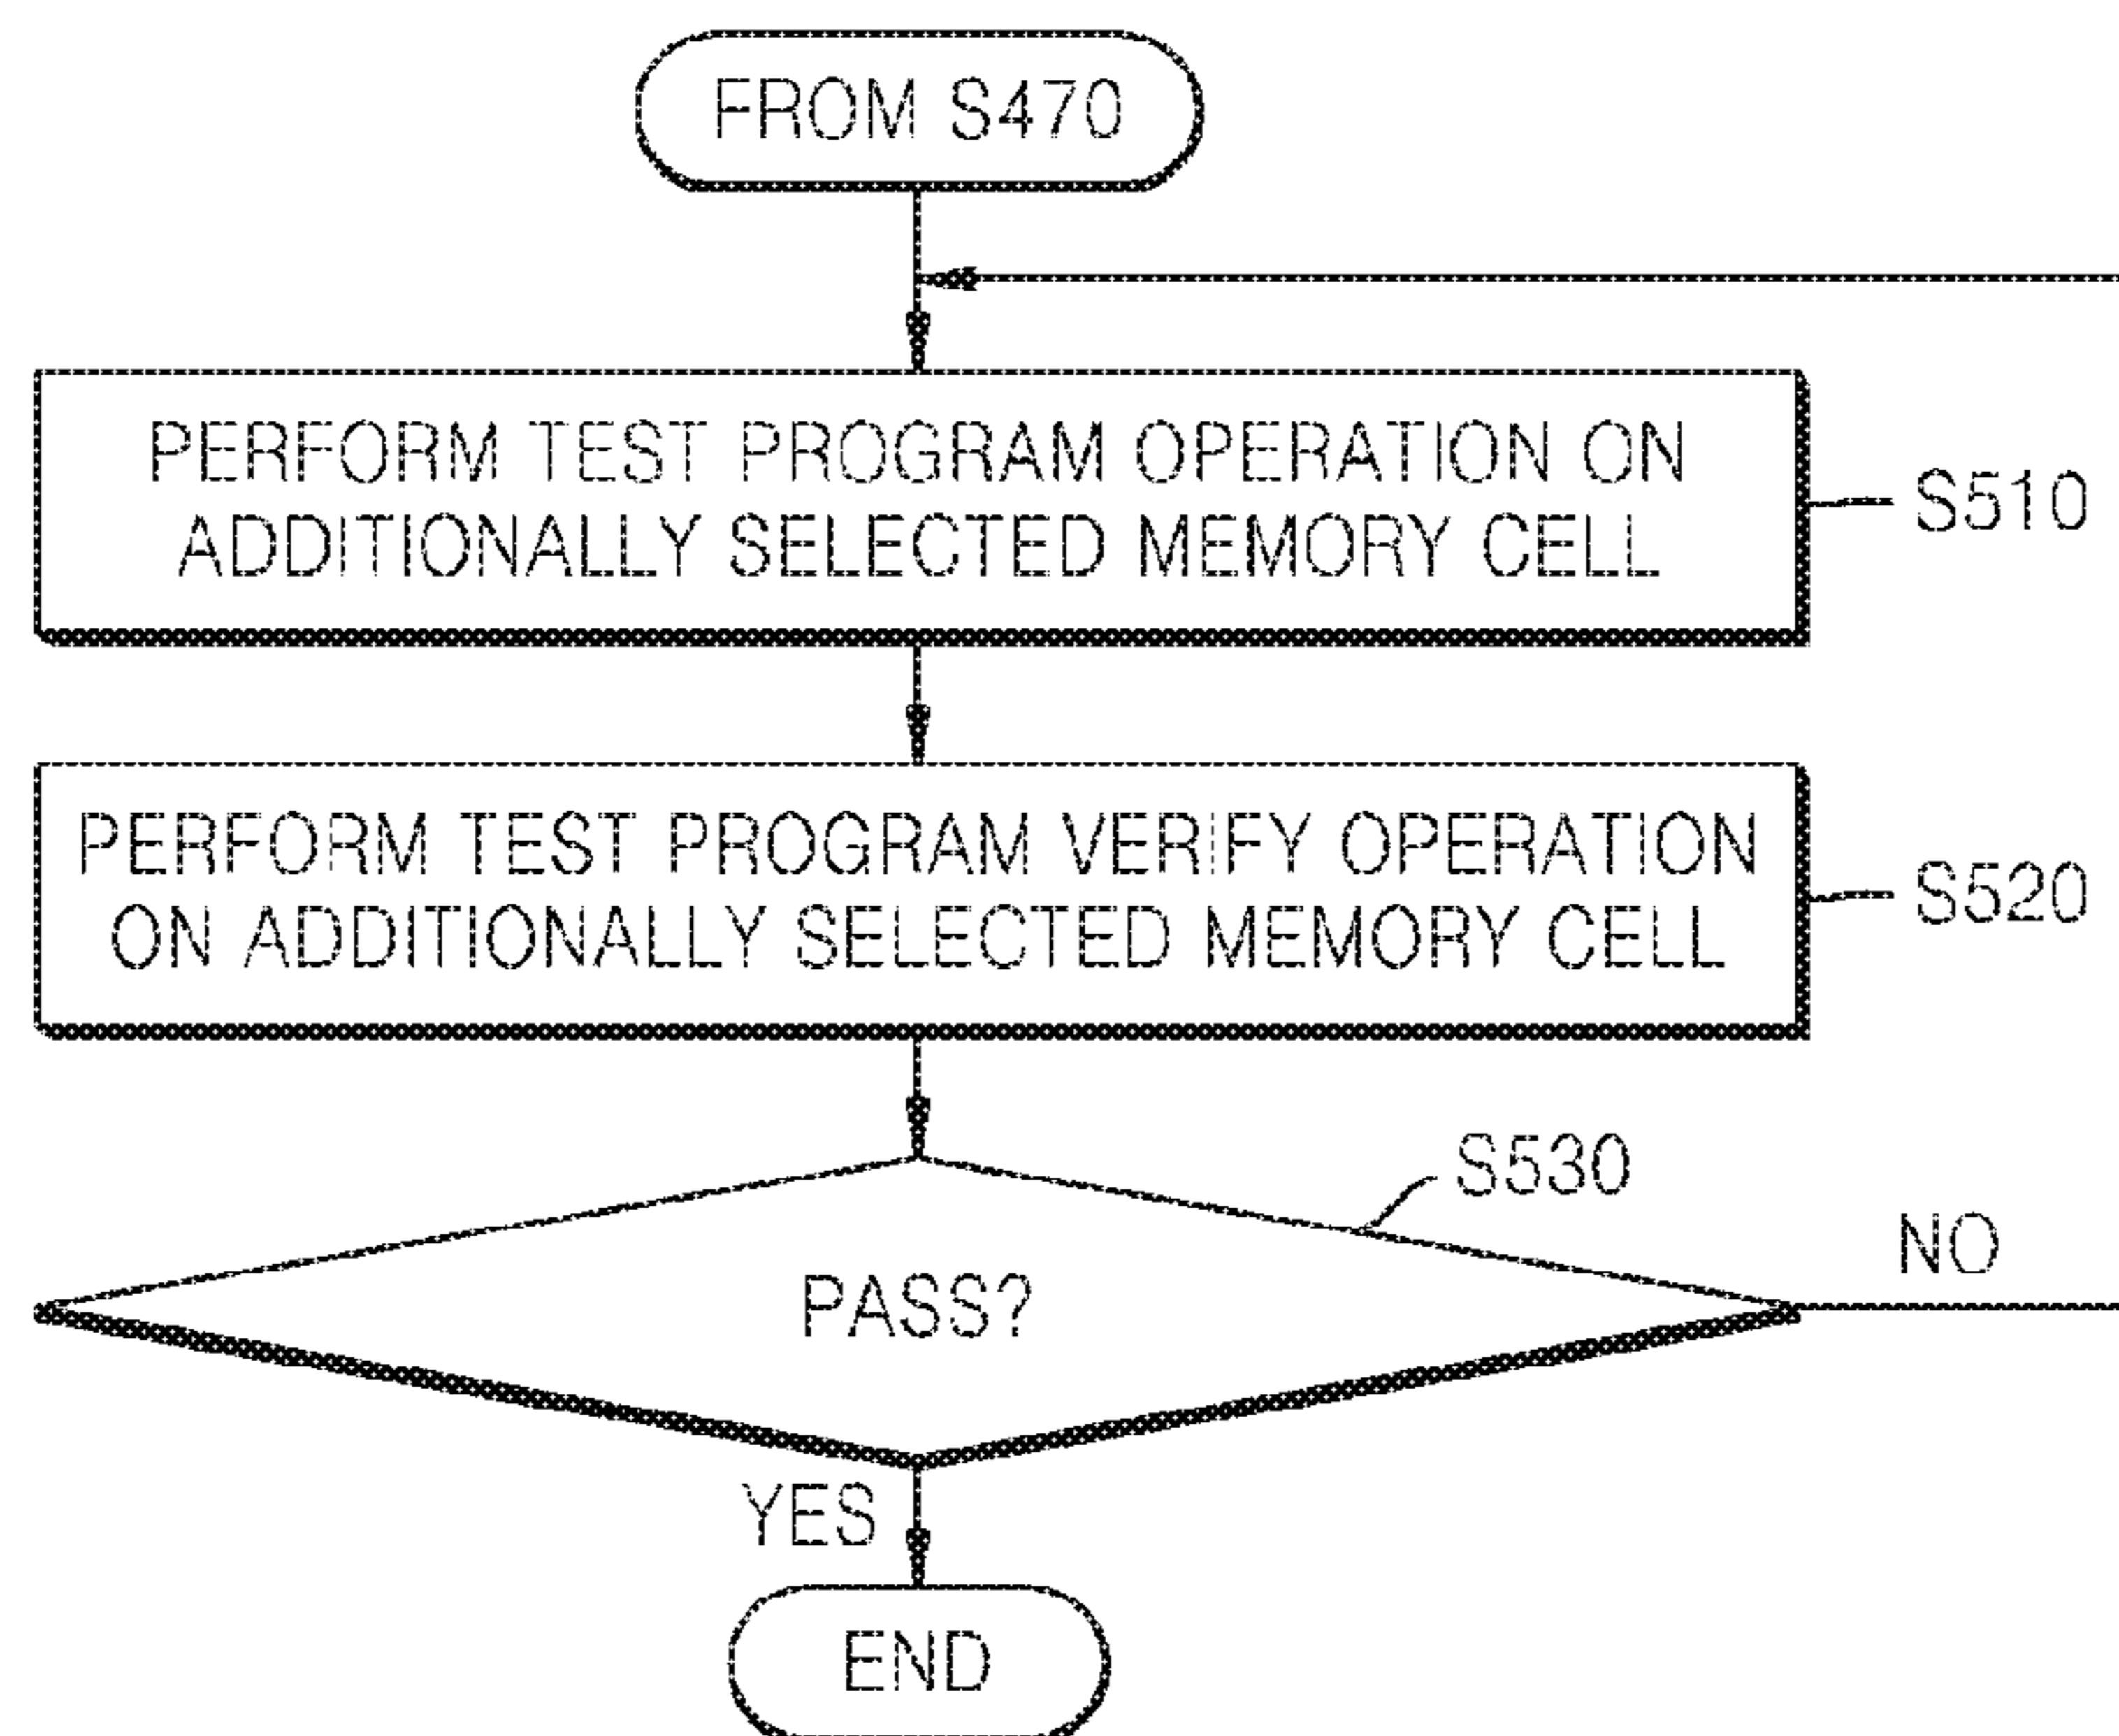 FROM S470
PERFORM TEST PROGRAM OPERATION ON
ADDITIONALLY SELECTED MEMORY CELL
S510
PERFORM TEST PROGRAM VERIFY OPERATION
ON ADDITIONALLY SELECTED MEMORY CELL
S520
S530
PASS?
NO
YES
END